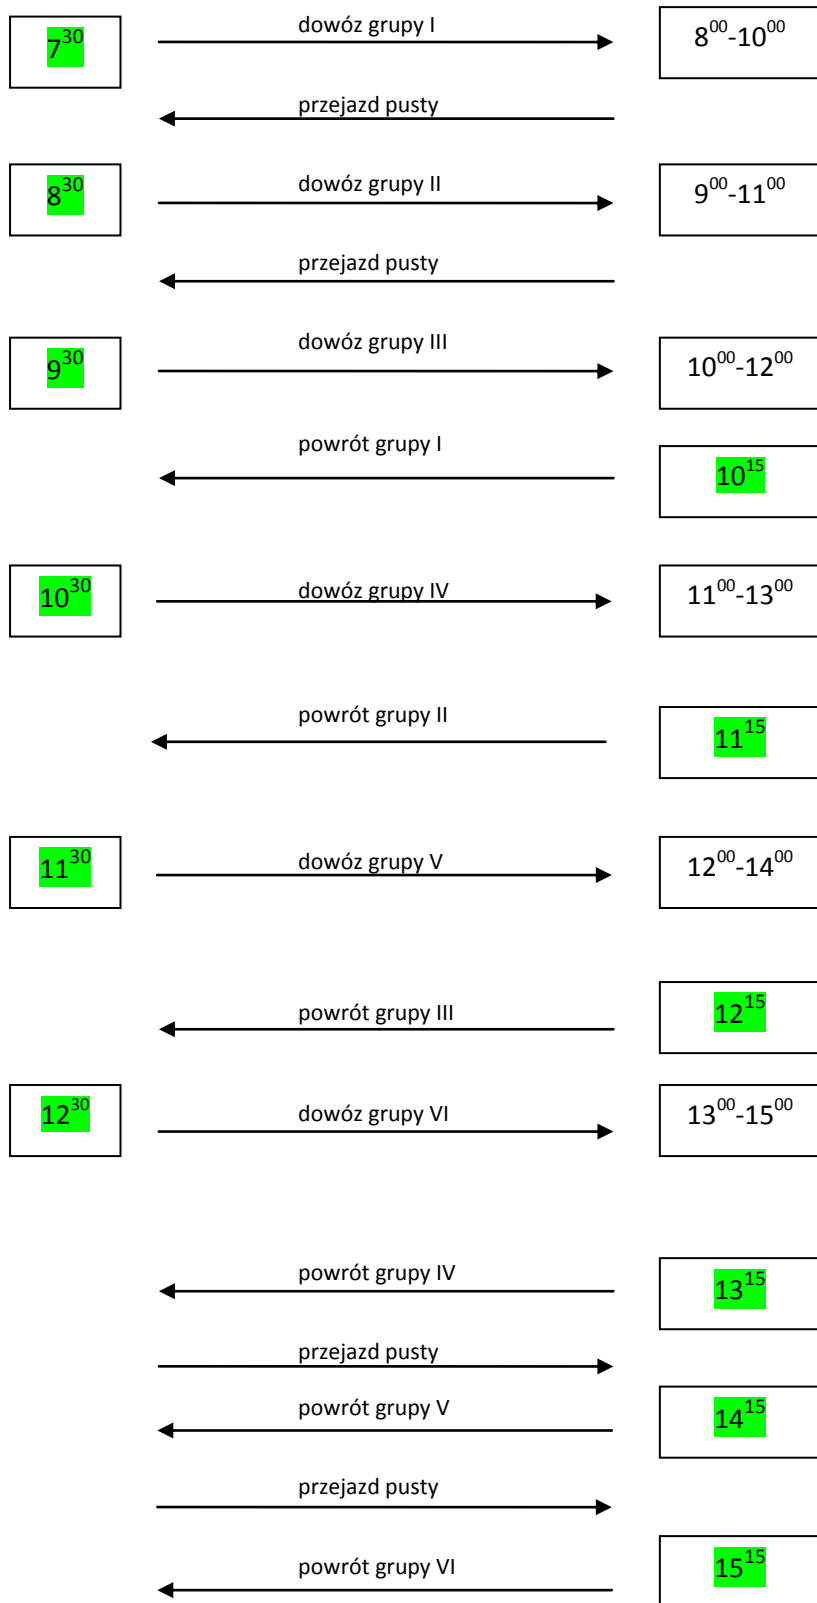 7³⁰ dowóz grupy I 8⁰⁰-10⁰⁰
przejazd pusty
8³⁰ dowóz grupy II 9⁰⁰-11⁰⁰
przejazd pusty
9³⁰ dowóz grupy III 10⁰⁰-12⁰⁰
powrót grupy I 10¹⁵
10³⁰ dowóz grupy IV 11⁰⁰-13⁰⁰
powrót grupy II 11¹⁵
11³⁰ dowóz grupy V 12⁰⁰-14⁰⁰
powrót grupy III 12¹⁵
12³⁰ dowóz grupy VI 13⁰⁰-15⁰⁰
powrót grupy IV 13¹⁵
przejazd pusty
powrót grupy V 14¹⁵
przejazd pusty
powrót grupy VI 15¹⁵